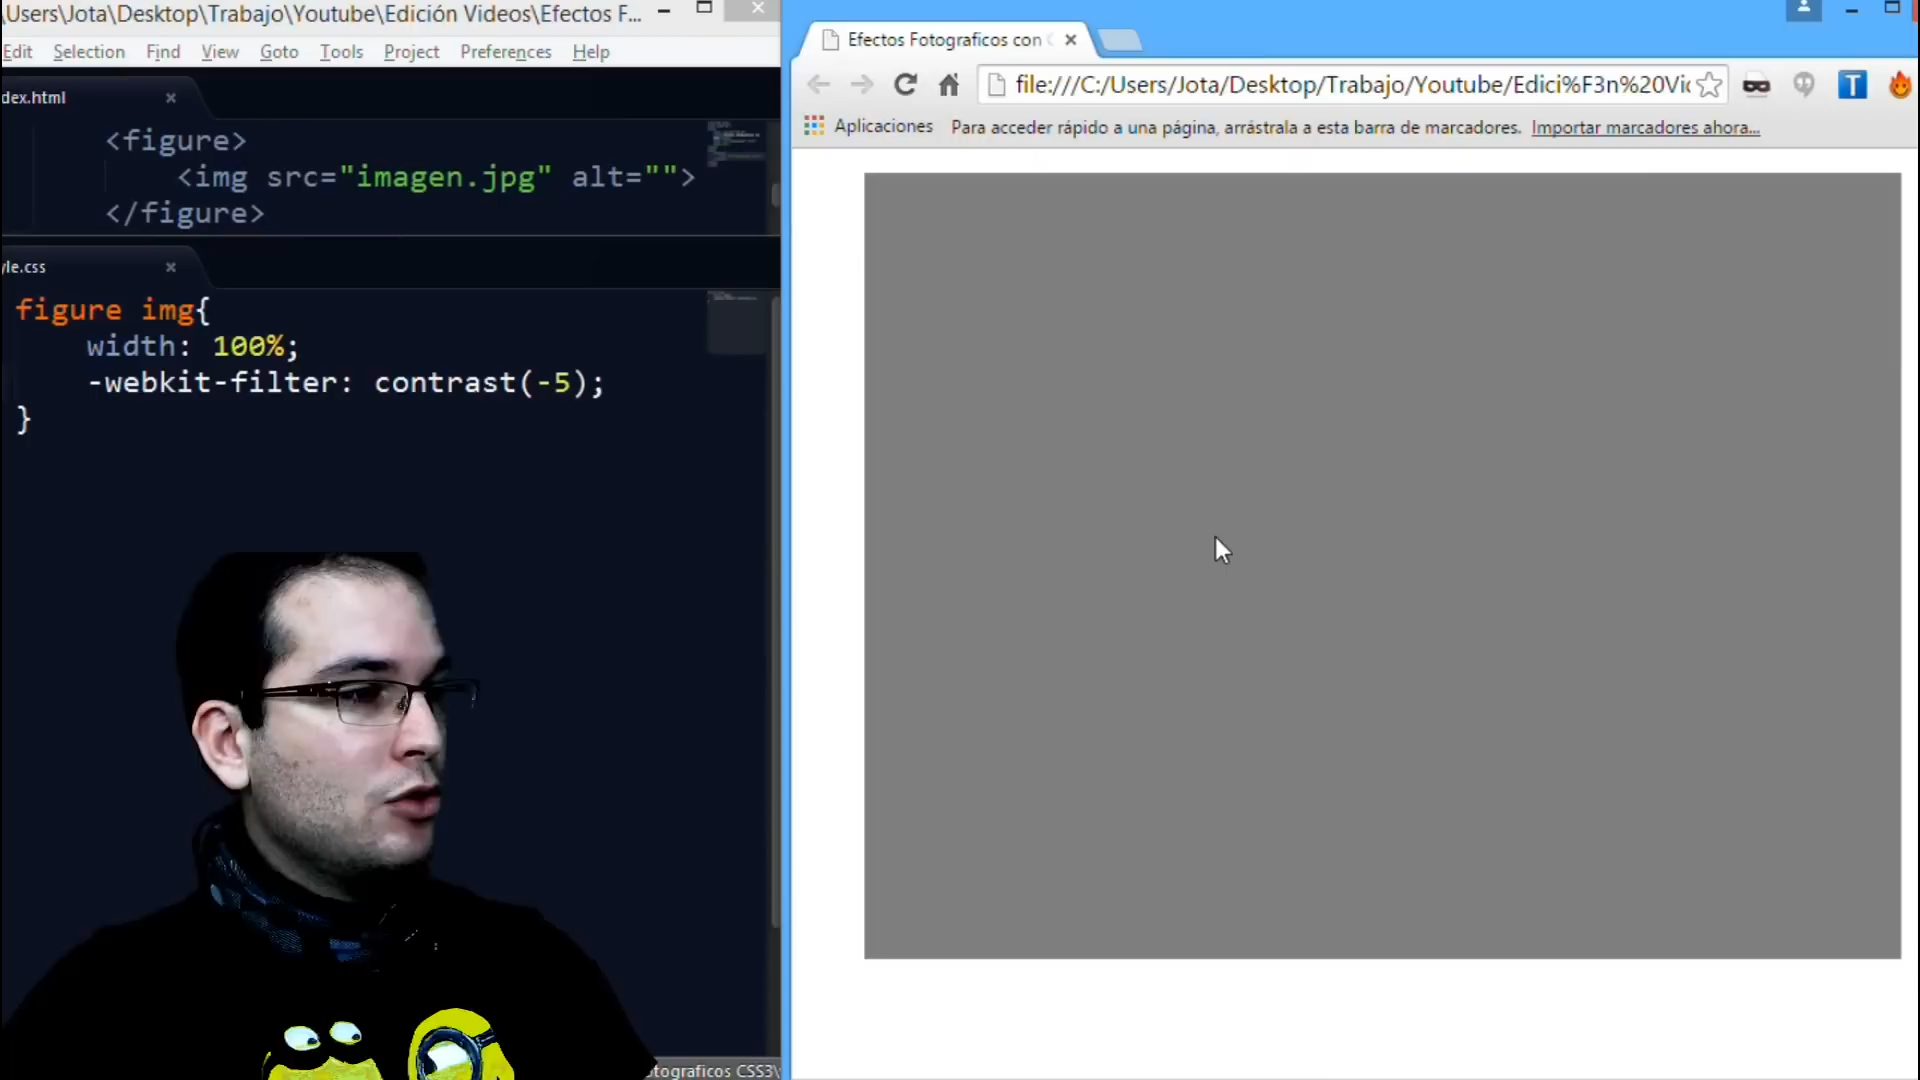 \Users\Jota\Desktop\Trabajo\Youtube\Edición Videos\Efectos F...
Edit Selection Find View Goto Tools Project Preferences Help
dex.html
<figure>
<img src="imagen.jpg" alt="">
</figure>
yle.css
figure img{
width: 100%;
-webkit-filter: contrast(-5);
}
tograficos CSS3\
Efectos Fotograficos con C
file:///C:/Users/Jota/Desktop/Trabajo/Youtube/Edici%F3n%20Vi
T
Aplicaciones Para acceder rápido a una página, arrástrala a esta barra de marcadores. Importar marcadores ahora...